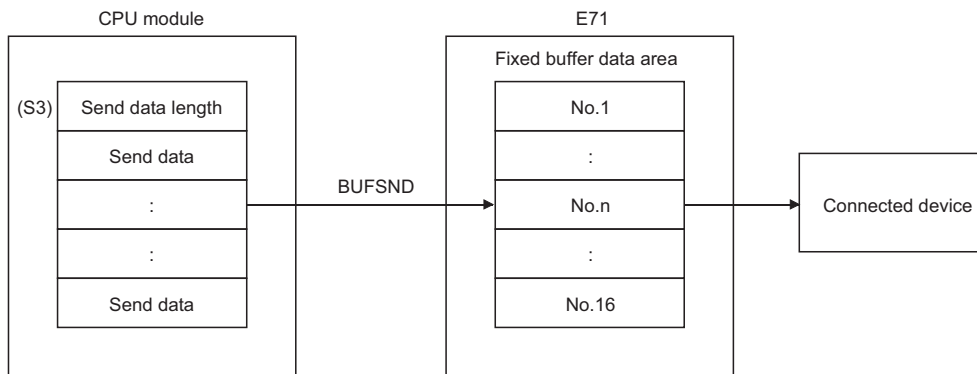 CPU module
E71
Fixed buffer data area
(S3)
Send data length
No.1
Send data
:
:
BUFSND
No.n
Connected device
:
:
Send data
No.16